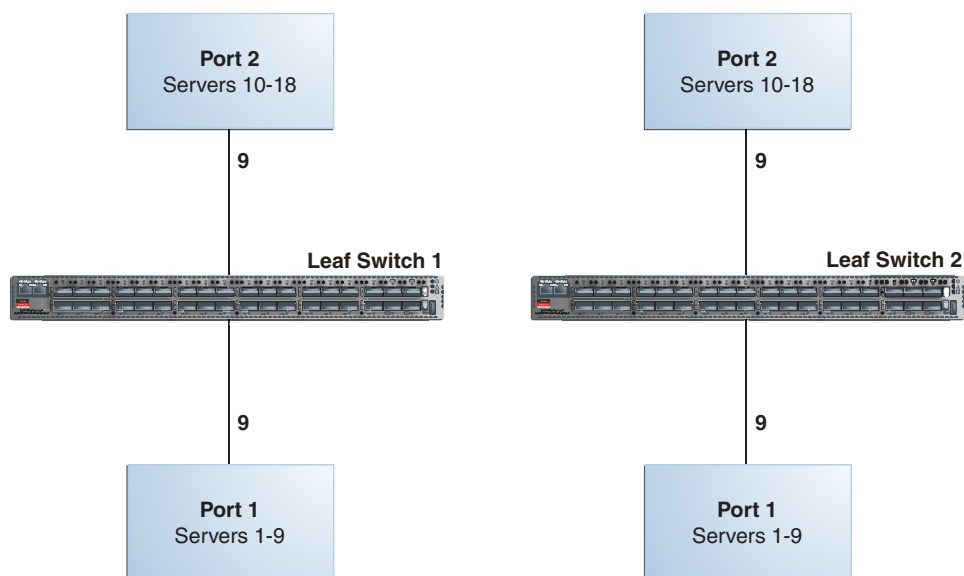 Port 2
Servers 10-18
Port 2
Servers 10-18
9
9
Leaf Switch 1
Leaf Switch 2
9
9
Port 1
Servers 1-9
Port 1
Servers 1-9